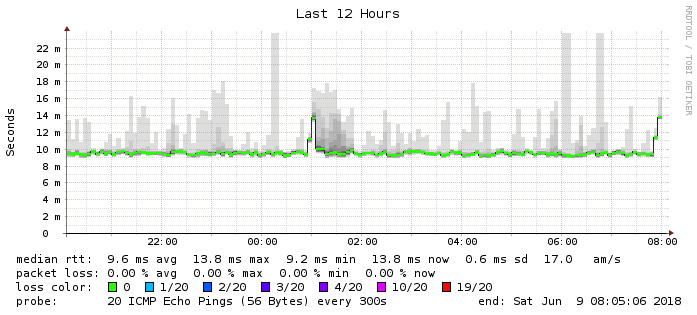 Last 12 Hours
RRDTOOL / TOBI OETIKER
Seconds
22 m
20 m
18 m
16 m
14 m
12 m
10 m
8 m
6 m
4 m
2 m
0
22:00 00:00 02:00 04:00 06:00 08:00
median rtt: 9.6 ms avg 13.8 ms max 9.2 ms min 13.8 ms now 0.6 ms sd 17.0 am/s
packet loss: 0.00 % avg 0.00 % max 0.00 % min 0.00 % now
loss color: 0 1/20 2/20 3/20 4/20 10/20 19/20
probe: 20 ICMP Echo Pings (56 Bytes) every 300s end: Sat Jun 9 08:05:06 2018